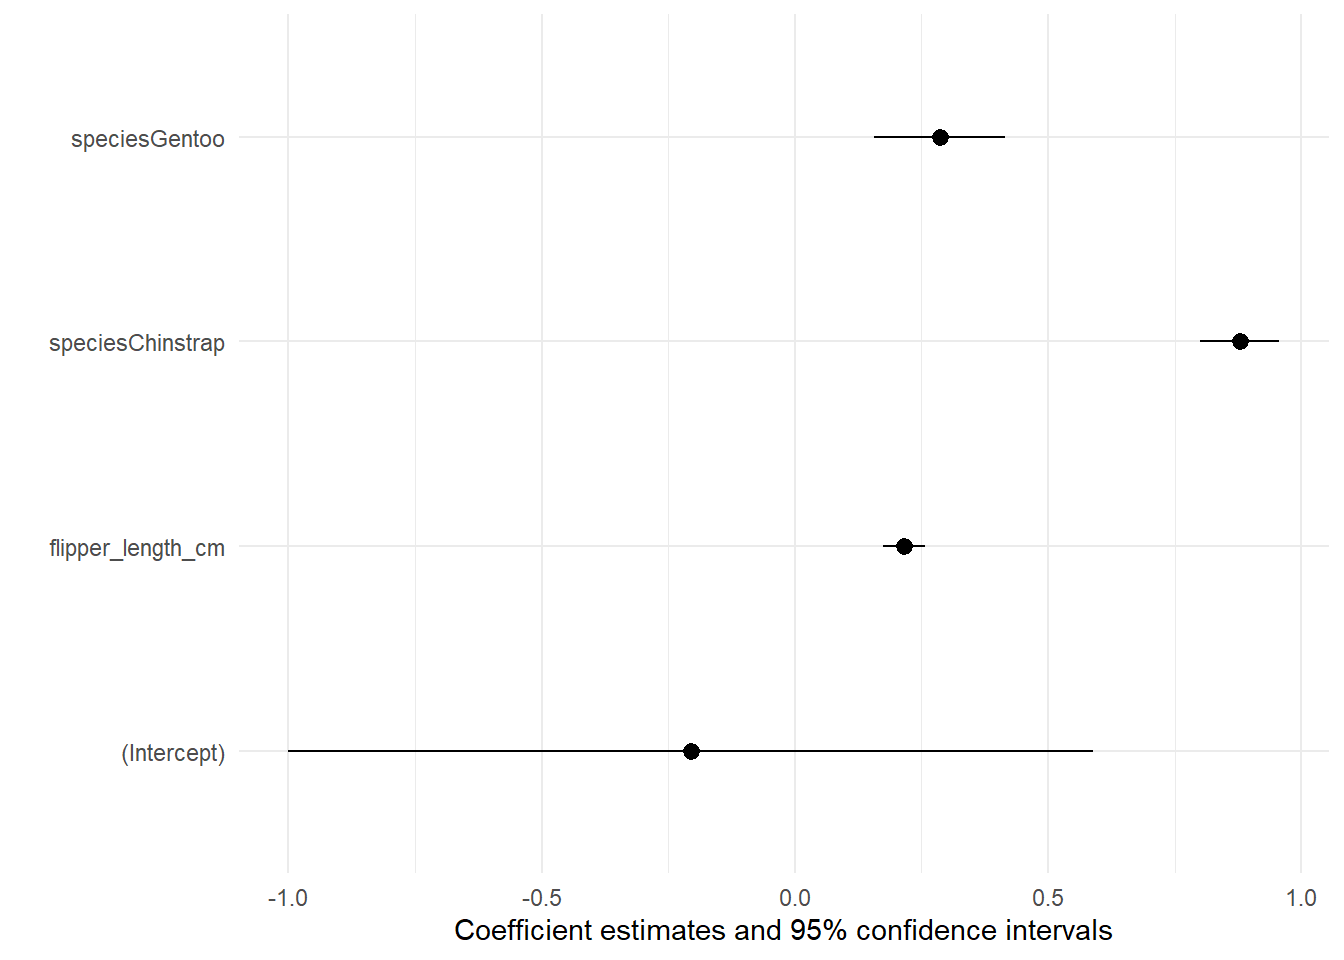 speciesGentoo
speciesChinstrap
flipper_length_cm
(Intercept)
-1.0 -0.5 0.0 0.5 1.0
Coefficient estimates and 95% confidence intervals